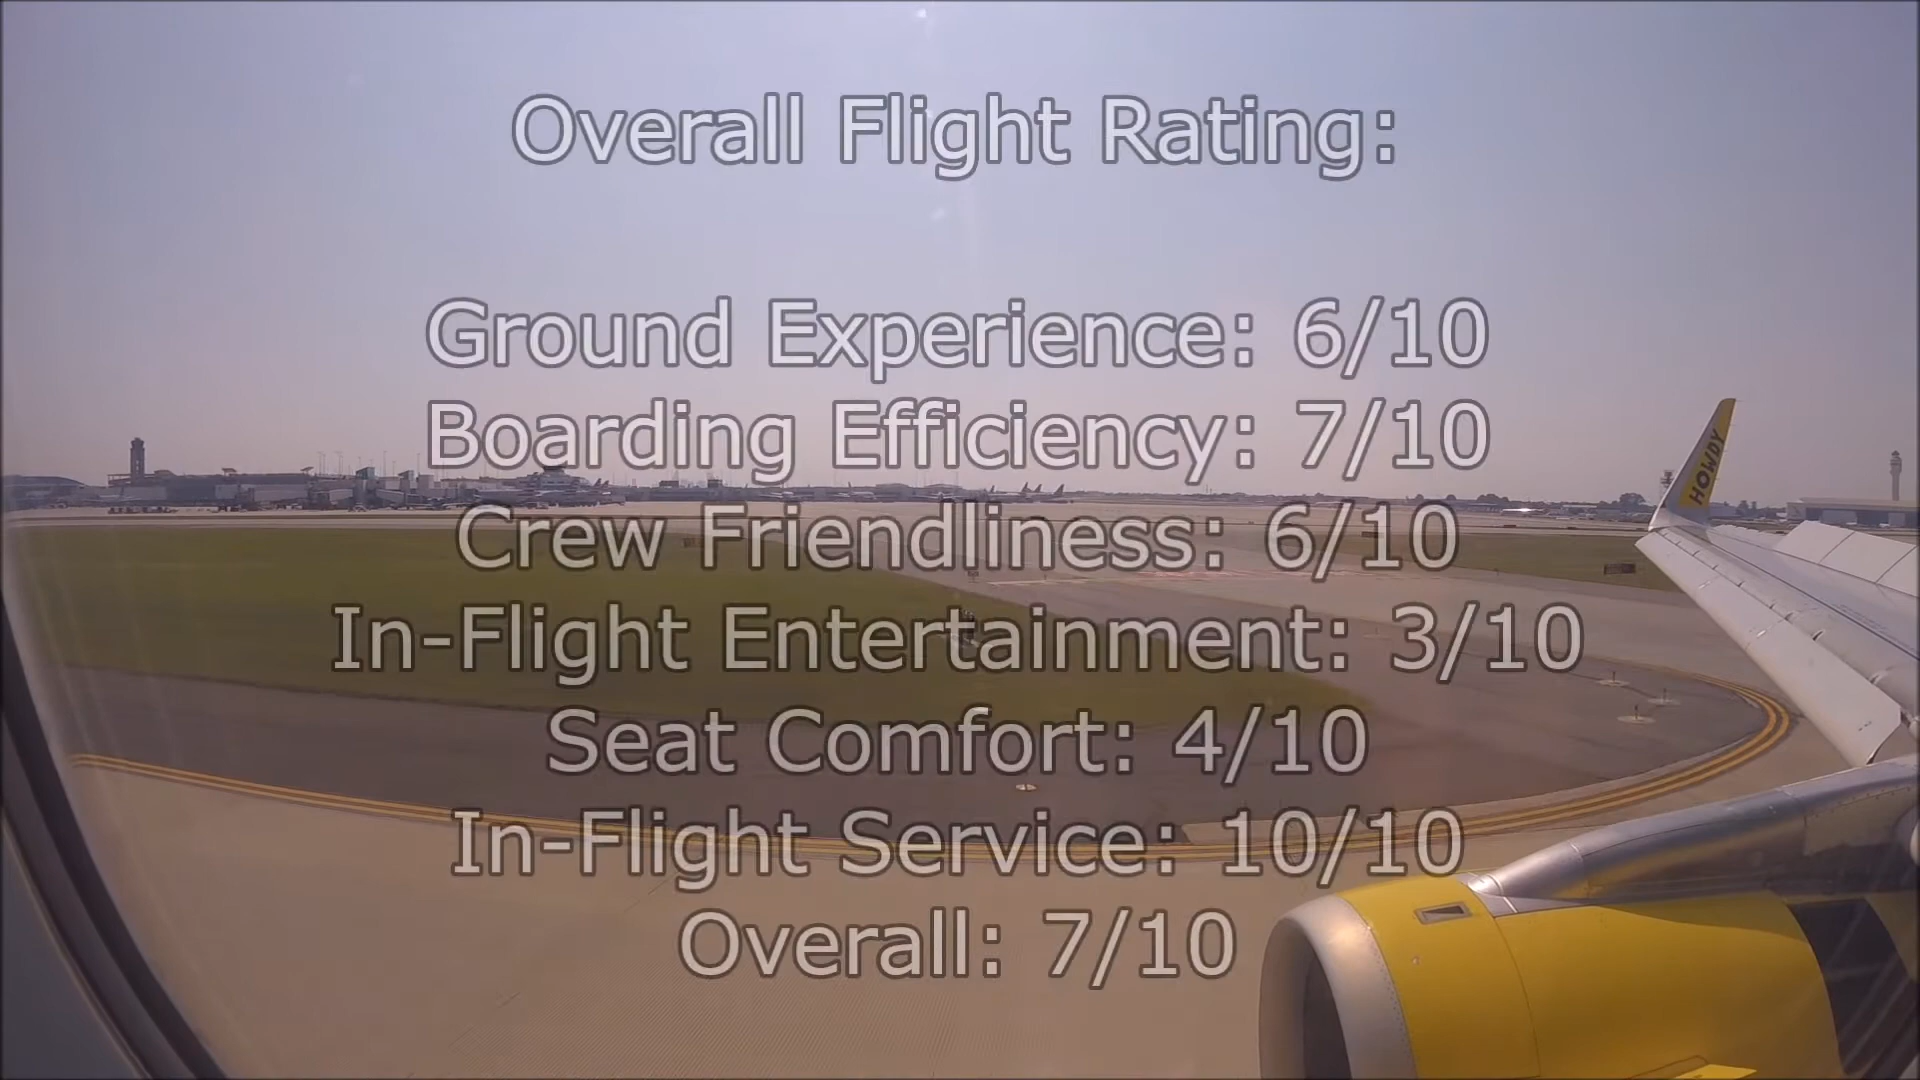 Overall Flight Rating:
Ground Experience: 6/10
Boarding Efficiency: 7/10
HOWDY
Crew Friendliness: 6/10
In-Flight Entertainment: 3/10
Seat Comfort: 4/10
In-Flight Service: 10/10
Overall: 7/10